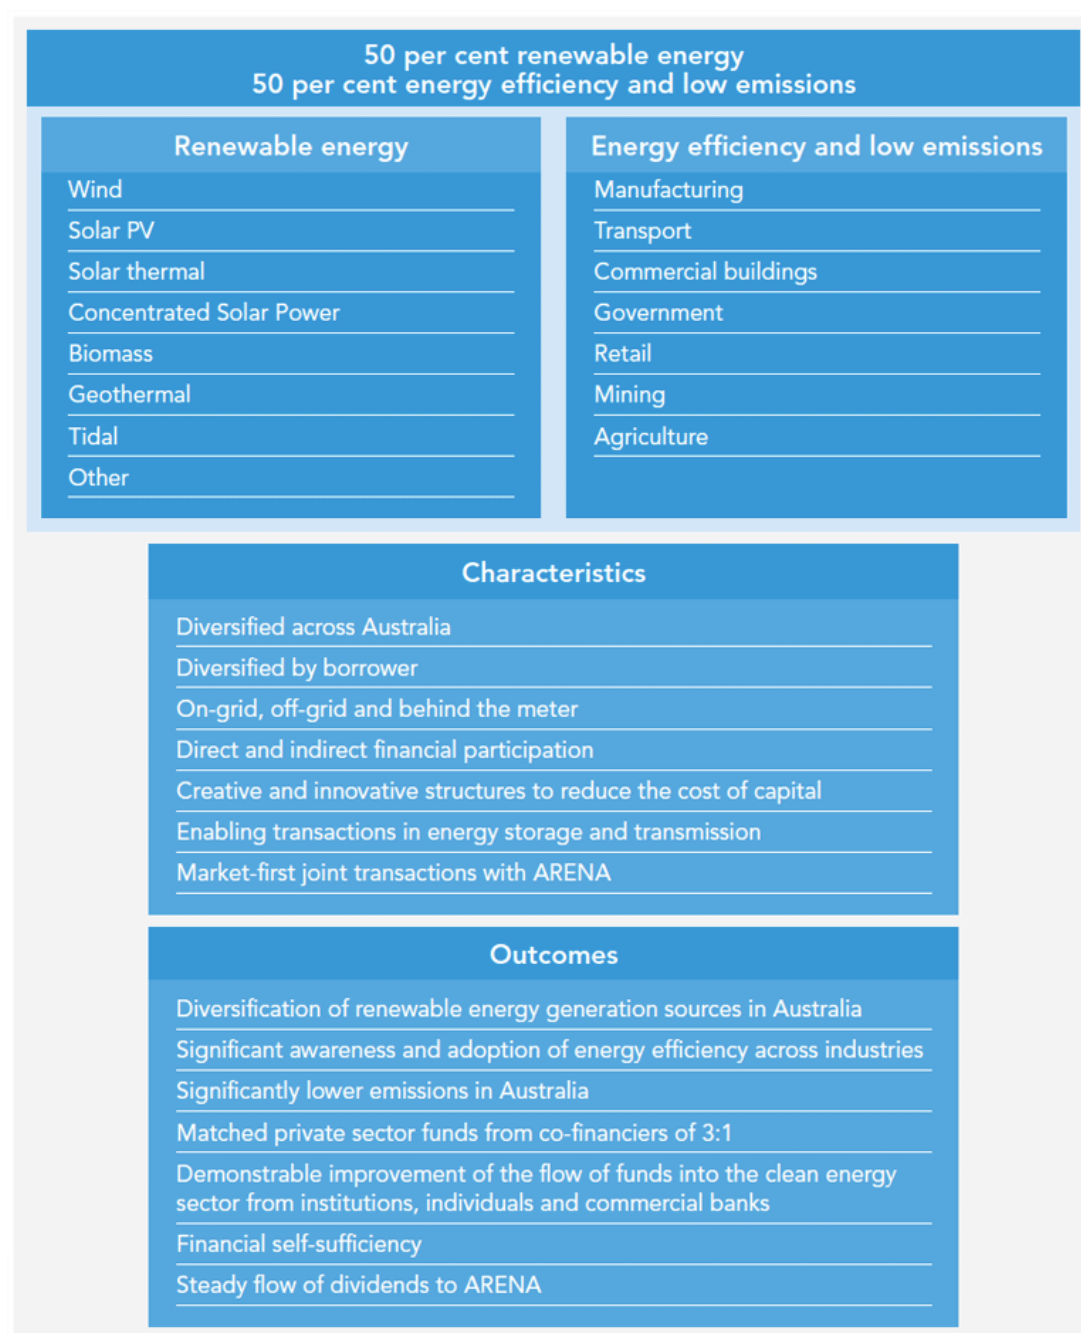 50 per cent renewable energy
50 per cent energy efficiency and low emissions
Renewable energy
Wind
Solar PV
Solar thermal
Concentrated Solar Power
Biomass
Geothermal
Tidal
Other
Energy efficiency and low emissions
Manufacturing
Transport
Commercial buildings
Government
Retail
Mining
Agriculture
Characteristics
Diversified across Australia
Diversified by borrower
On-grid, off-grid and behind the meter
Direct and indirect financial participation
Creative and innovative structures to reduce the cost of capital
Enabling transactions in energy storage and transmission
Market-first joint transactions with ARENA
Outcomes
Diversification of renewable energy generation sources in Australia
Significant awareness and adoption of energy efficiency across industries
Significantly lower emissions in Australia
Matched private sector funds from co-financiers of 3:1
Demonstrable improvement of the flow of funds into the clean energy
sector from institutions, individuals and commercial banks
Financial self-sufficiency
Steady flow of dividends to ARENA